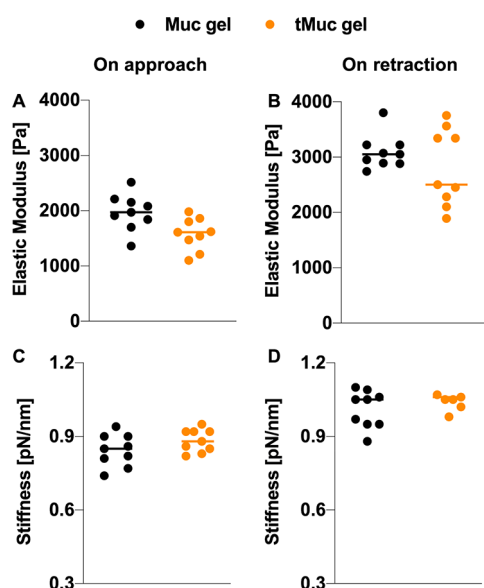 Muc gel tMuc gel
On approach On retraction
A
Elastic Modulus [Pa]
4000
3000
2000
1000
0
B
Elastic Modulus [Pa]
4000
3000
2000
1000
0
C
Stiffness [pN/nm]
1.2
0.9
0.6
0.3
D
Stiffness [pN/nm]
1.2
0.9
0.6
0.3